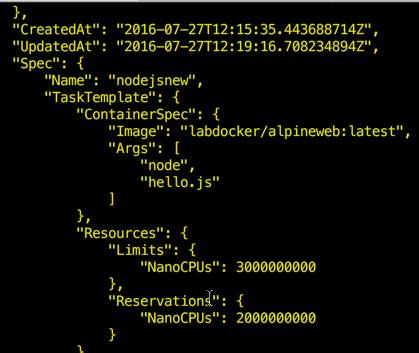 },
"CreatedAt": "2016-07-27T12:15:35.443688714Z",
"UpdatedAt": "2016-07-27T12:19:16.708234894Z",
"Spec": {
"Name": "nodejsnew",
"TaskTemplate": {
"ContainerSpec": {
"Image": "labdocker/alpineweb:latest",
"Args": [
"node",
"hello.js"
]
},
"Resources": {
"Limits": {
"NanoCPUs": 3000000000
},
"Reservations": {
"NanoCPUs": 2000000000
}
}